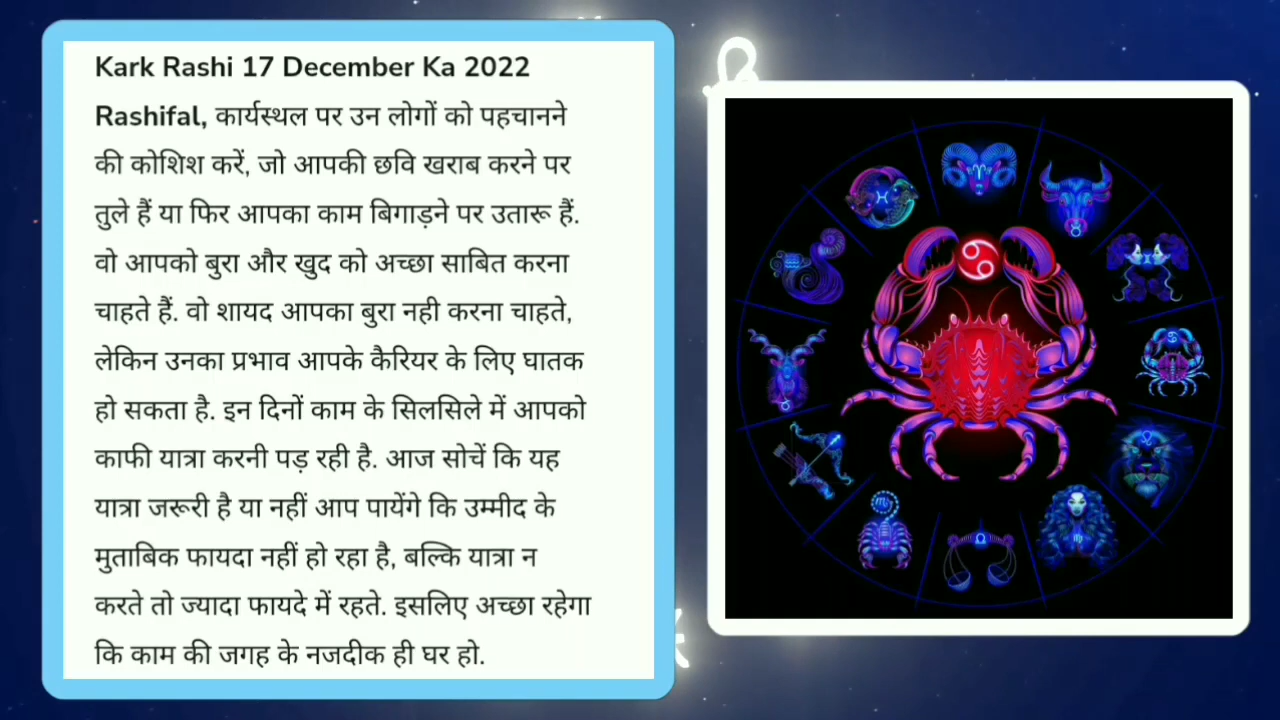 Kark Rashi 17 December Ka 2022
Rashifal, कार्यस्थल पर उन लोगों को पहचानने
की कोशिश करें, जो आपकी छवि खराब करने पर
तुले हैं या फिर आपका काम बिगाड़ने पर उतारू हैं.
वो आपको बुरा और खुद को अच्छा साबित करना
चाहते हैं. वो शायद आपका बुरा नही करना चाहते,
लेकिन उनका प्रभाव आपके कैरियर के लिए घातक
हो सकता है. इन दिनों काम के सिलसिले में आपको
काफी यात्रा करनी पड़ रही है. आज सोचें कि यह
यात्रा जरूरी है या नहीं आप पायेंगे कि उम्मीद के
मुताबिक फायदा नहीं हो रहा है, बल्कि यात्रा न
करते तो ज्यादा फायदे में रहते. इसलिए अच्छा रहेगा
कि काम की जगह के नजदीक ही घर हो.